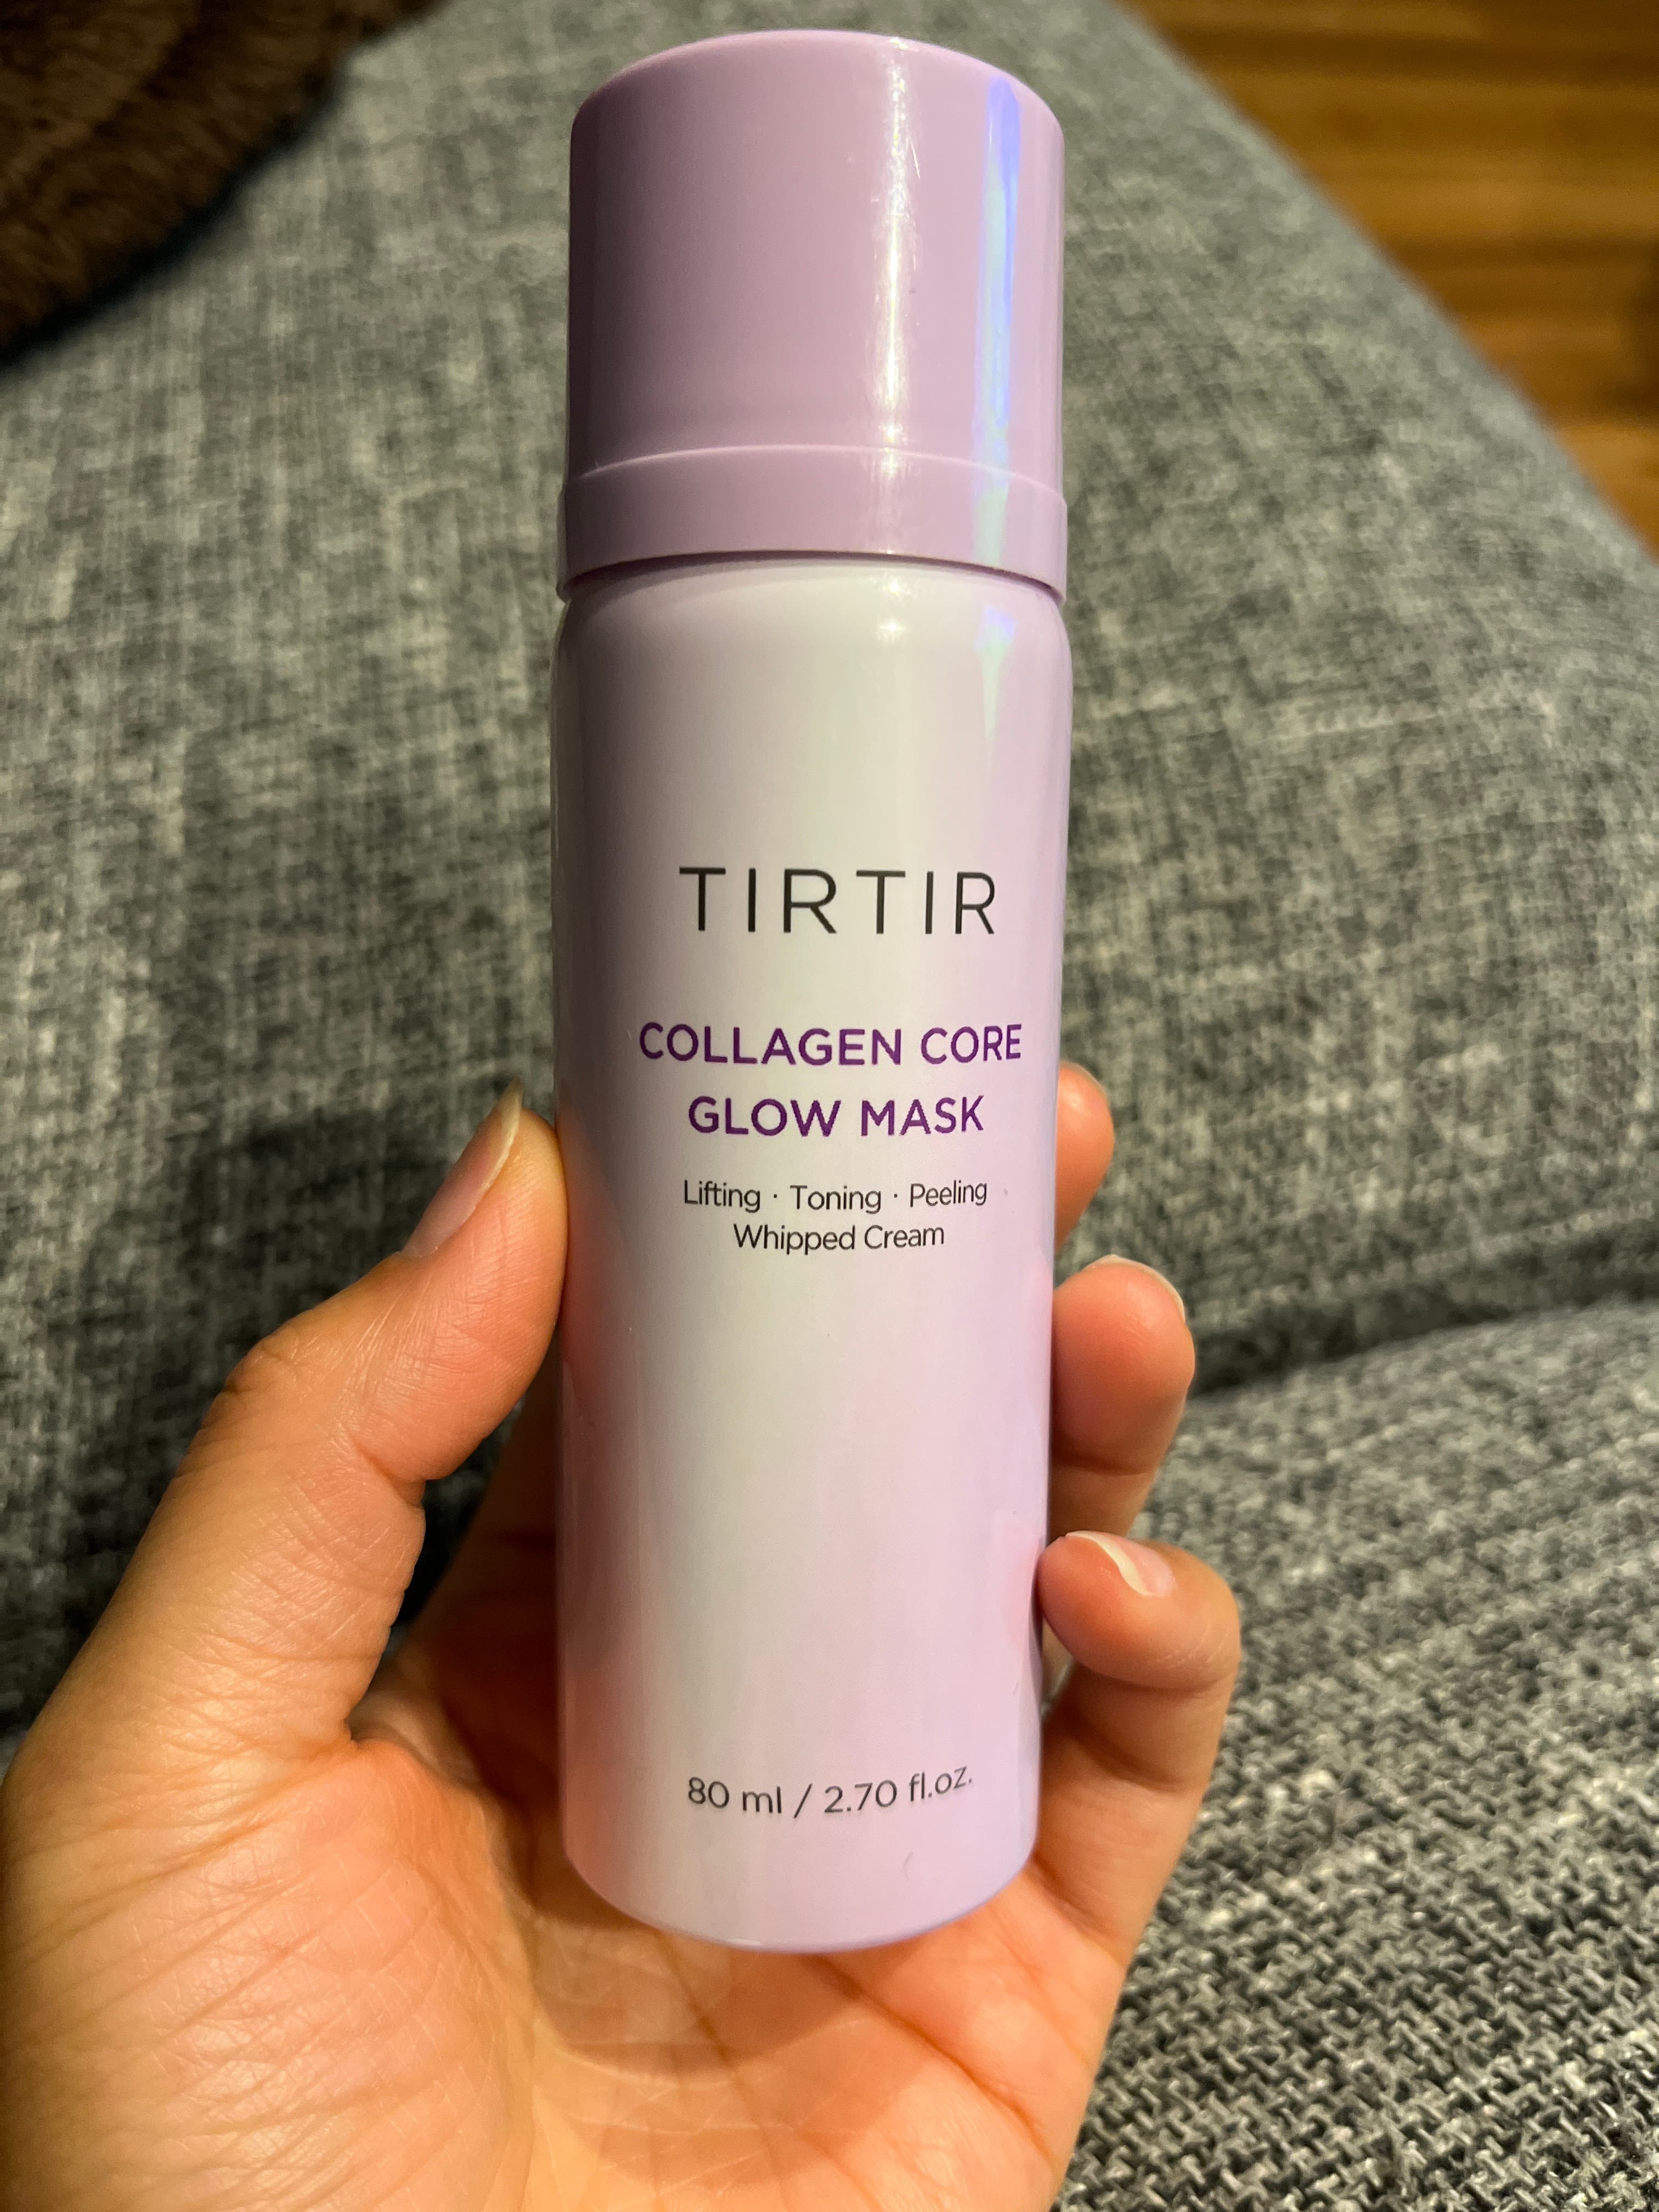 TIRTIR
COLLAGEN CORE
GLOW MASK
Lifting · Toning · Peeling
Whipped Cream
80 ml / 2.70 fl.oz.